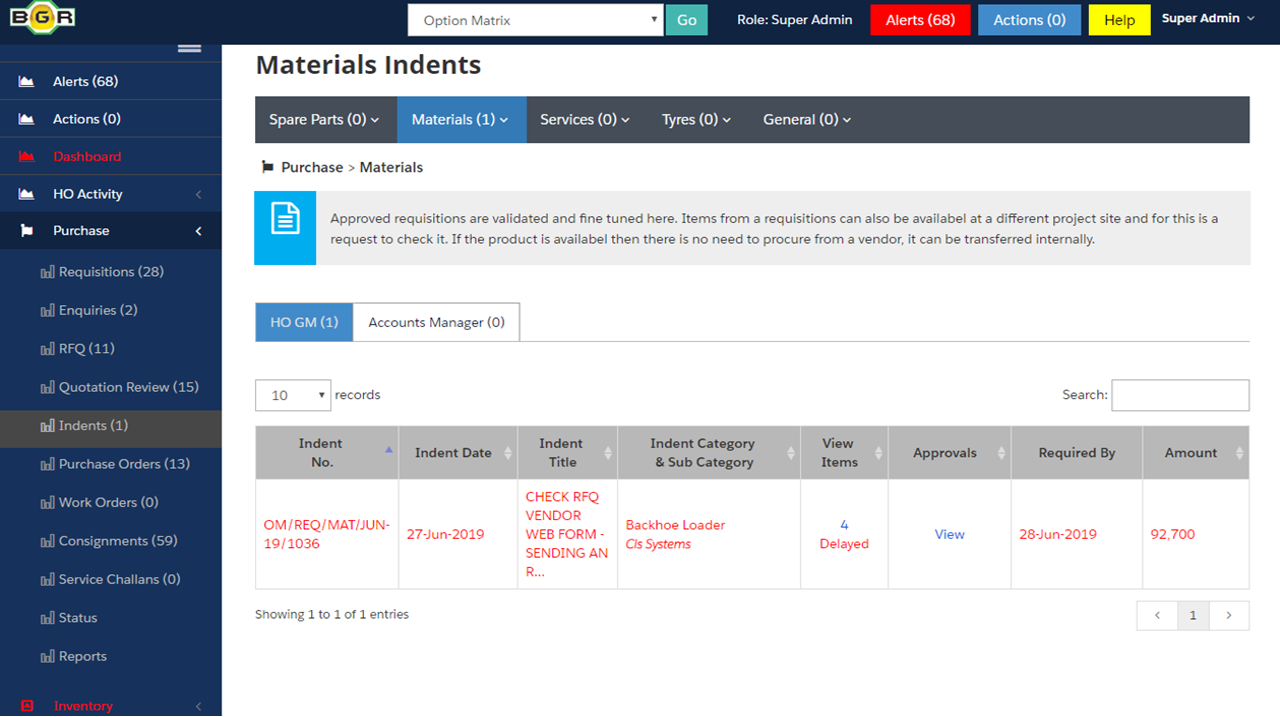 BGR
Option Matrix
Go
Role: Super Admin
Alerts (68)
Actions (0)
Help
Super Admin
Alerts (68)
Actions (0)
Dashboard
HO Activity
Purchase
Requisitions (28)
Enquiries (2)
RFQ (11)
Quotation Review (15)
Indents (1)
Purchase Orders (13)
Work Orders (0)
Consignments (59)
Service Challans (0)
Status
Reports
Inventory
Materials Indents
Spare Parts (0)
Materials (1)
Services (0)
Tyres (0)
General (0)
Purchase > Materials
Approved requisitions are validated and fine tuned here. Items from a requisitions can also be availabel at a different project site and for this is a
request to check it. If the product is availabel then there is no need to procure from a vendor, it can be transferred internally.
HO GM (1)
Accounts Manager (0)
10 records
Search:
Indent
No.
Indent Date
Indent
Title
Indent Category
& Sub Category
View
Items
Approvals
Required By
Amount
OM/REQ/MAT/JUN-
19/1036
27-Jun-2019
CHECK RFQ
VENDOR
WEB FORM -
SENDING AN
R...
Backhoe Loader
Cls Systems
4
Delayed
View
28-Jun-2019
92,700
Showing 1 to 1 of 1 entries
< 1 >